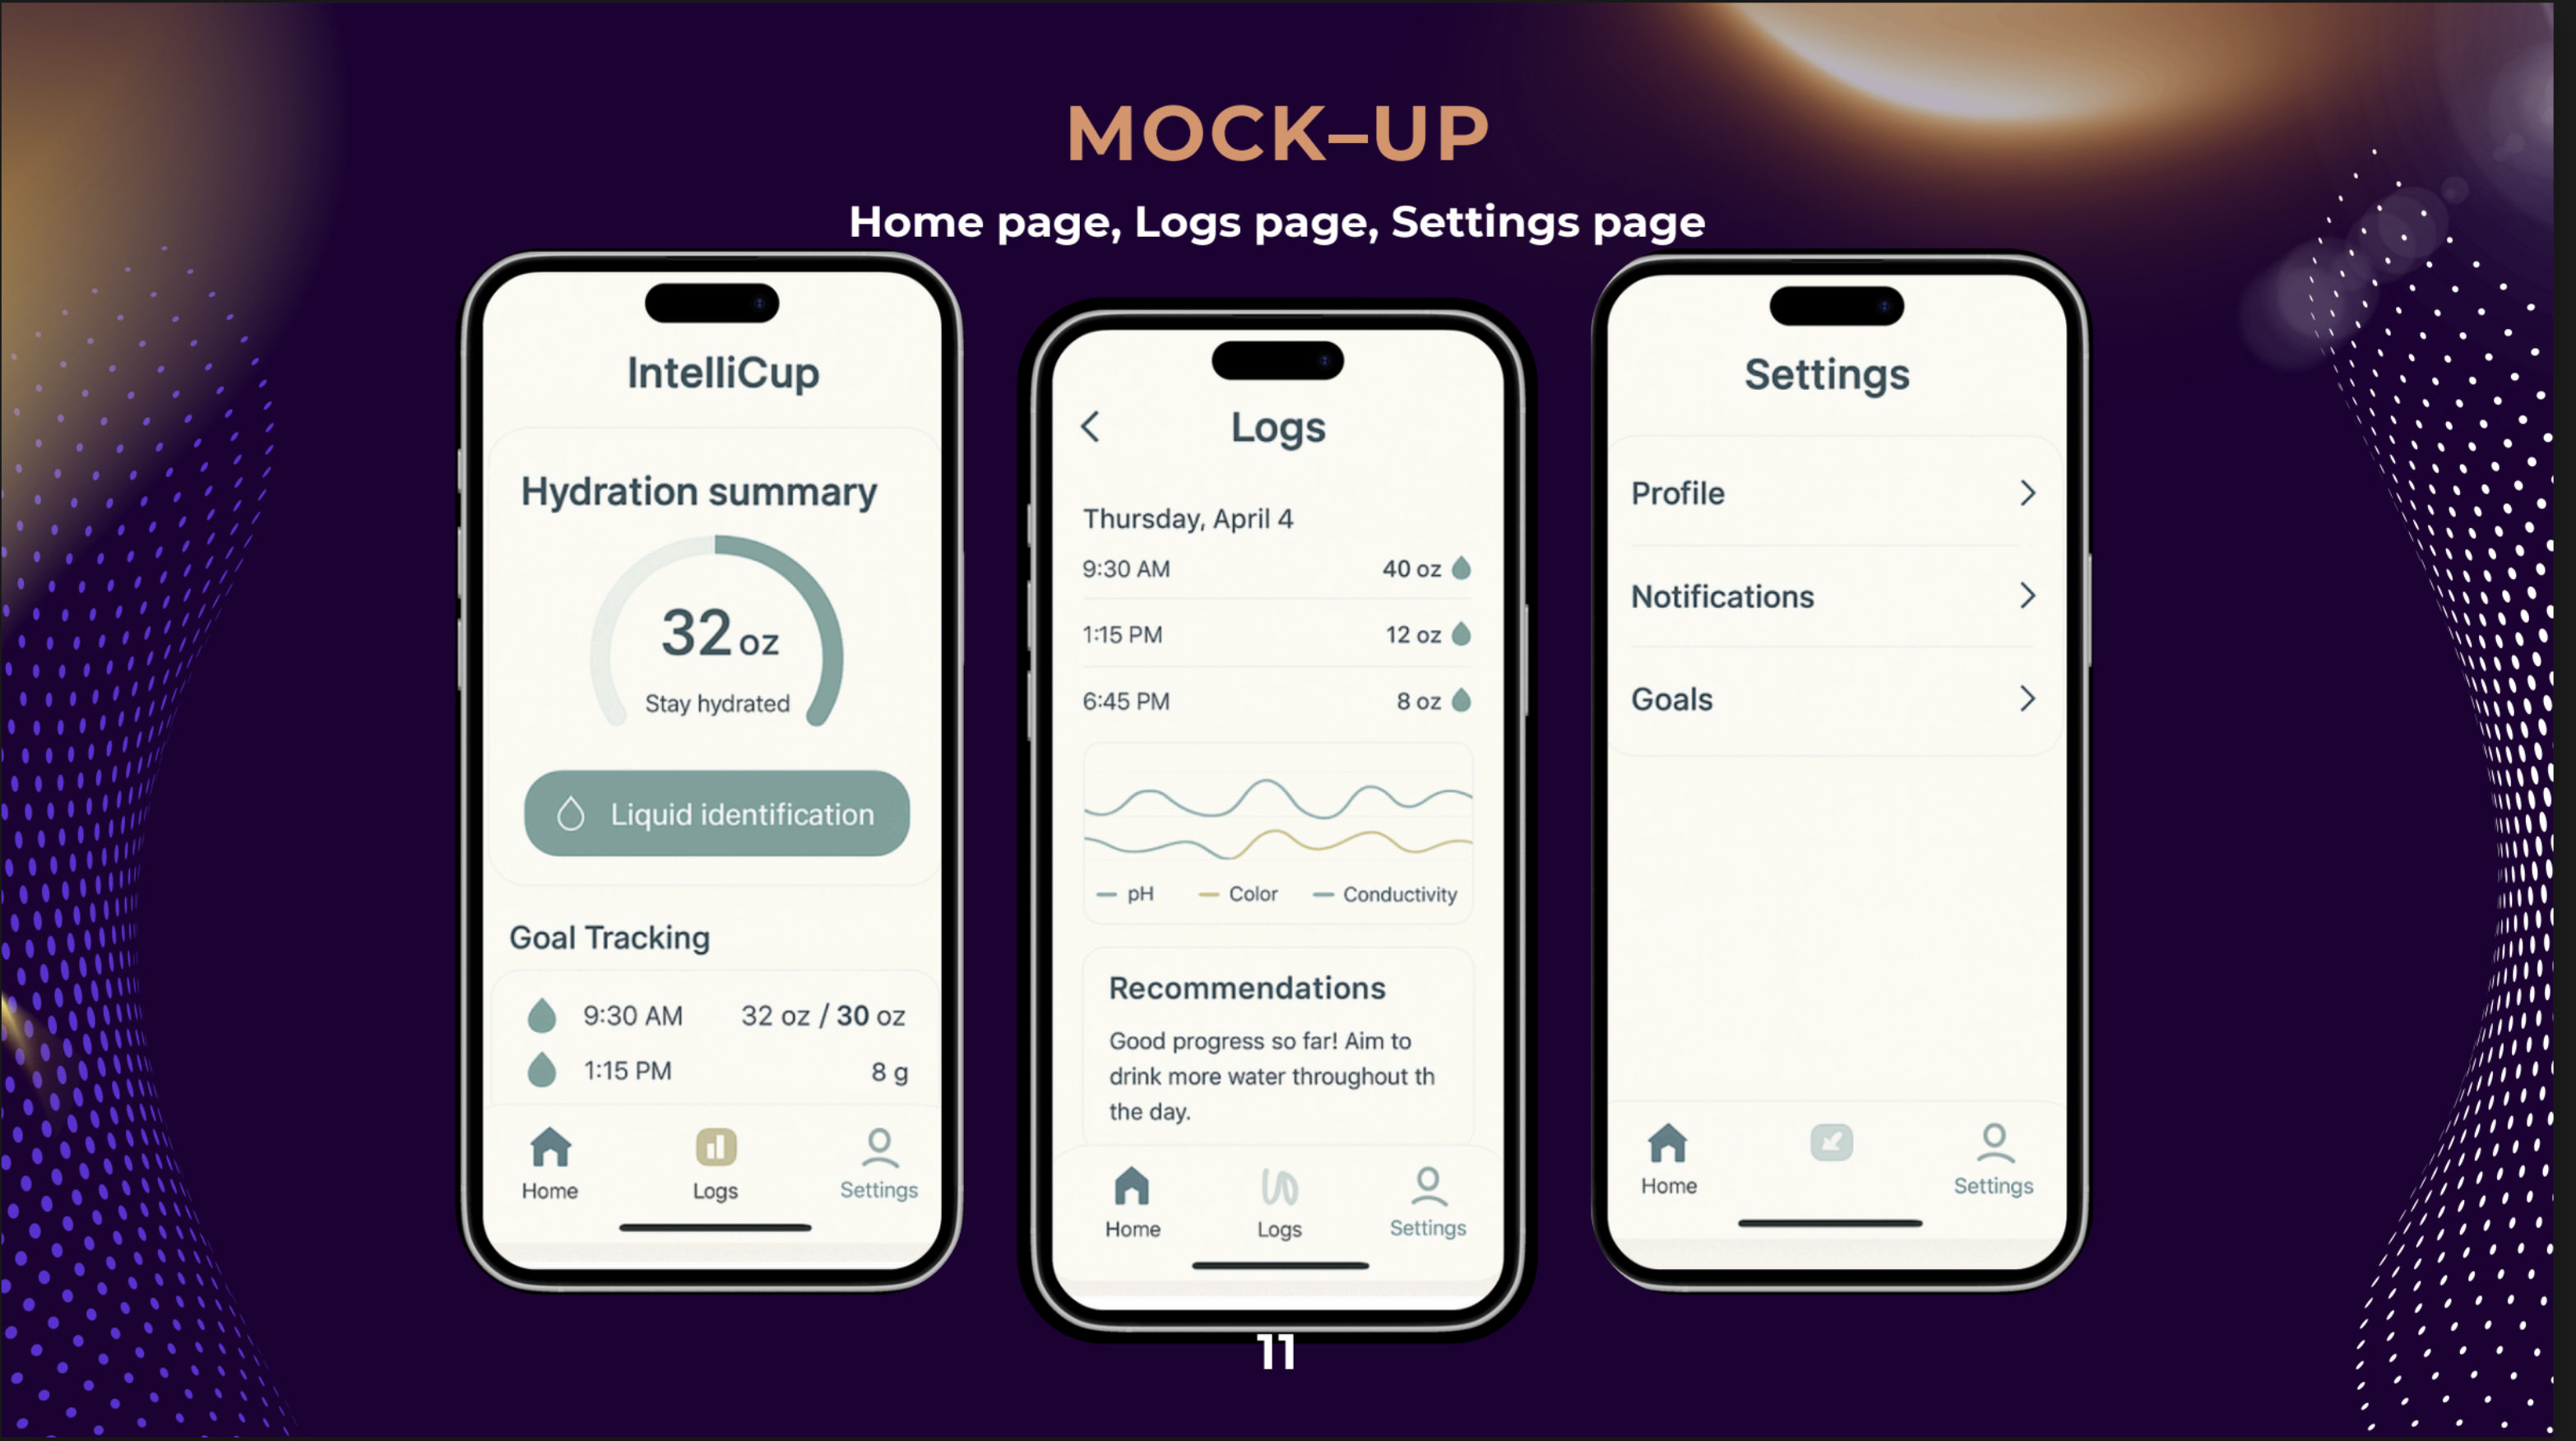 MOCK–UP
Home page, Logs page, Settings page
IntelliCup
Hydration summary
32 oz
Stay hydrated
Liquid identification
Goal Tracking
9:30 AM 32 oz / 30 oz
1:15 PM 8 g
Home Logs Settings
Logs
Thursday, April 4
9:30 AM 40 oz
1:15 PM 12 oz
6:45 PM 8 oz
pH Color Conductivity
Recommendations
Good progress so far! Aim to
drink more water throughout th
the day.
Home Logs Settings
Settings
Profile
Notifications
Goals
Home Settings
11